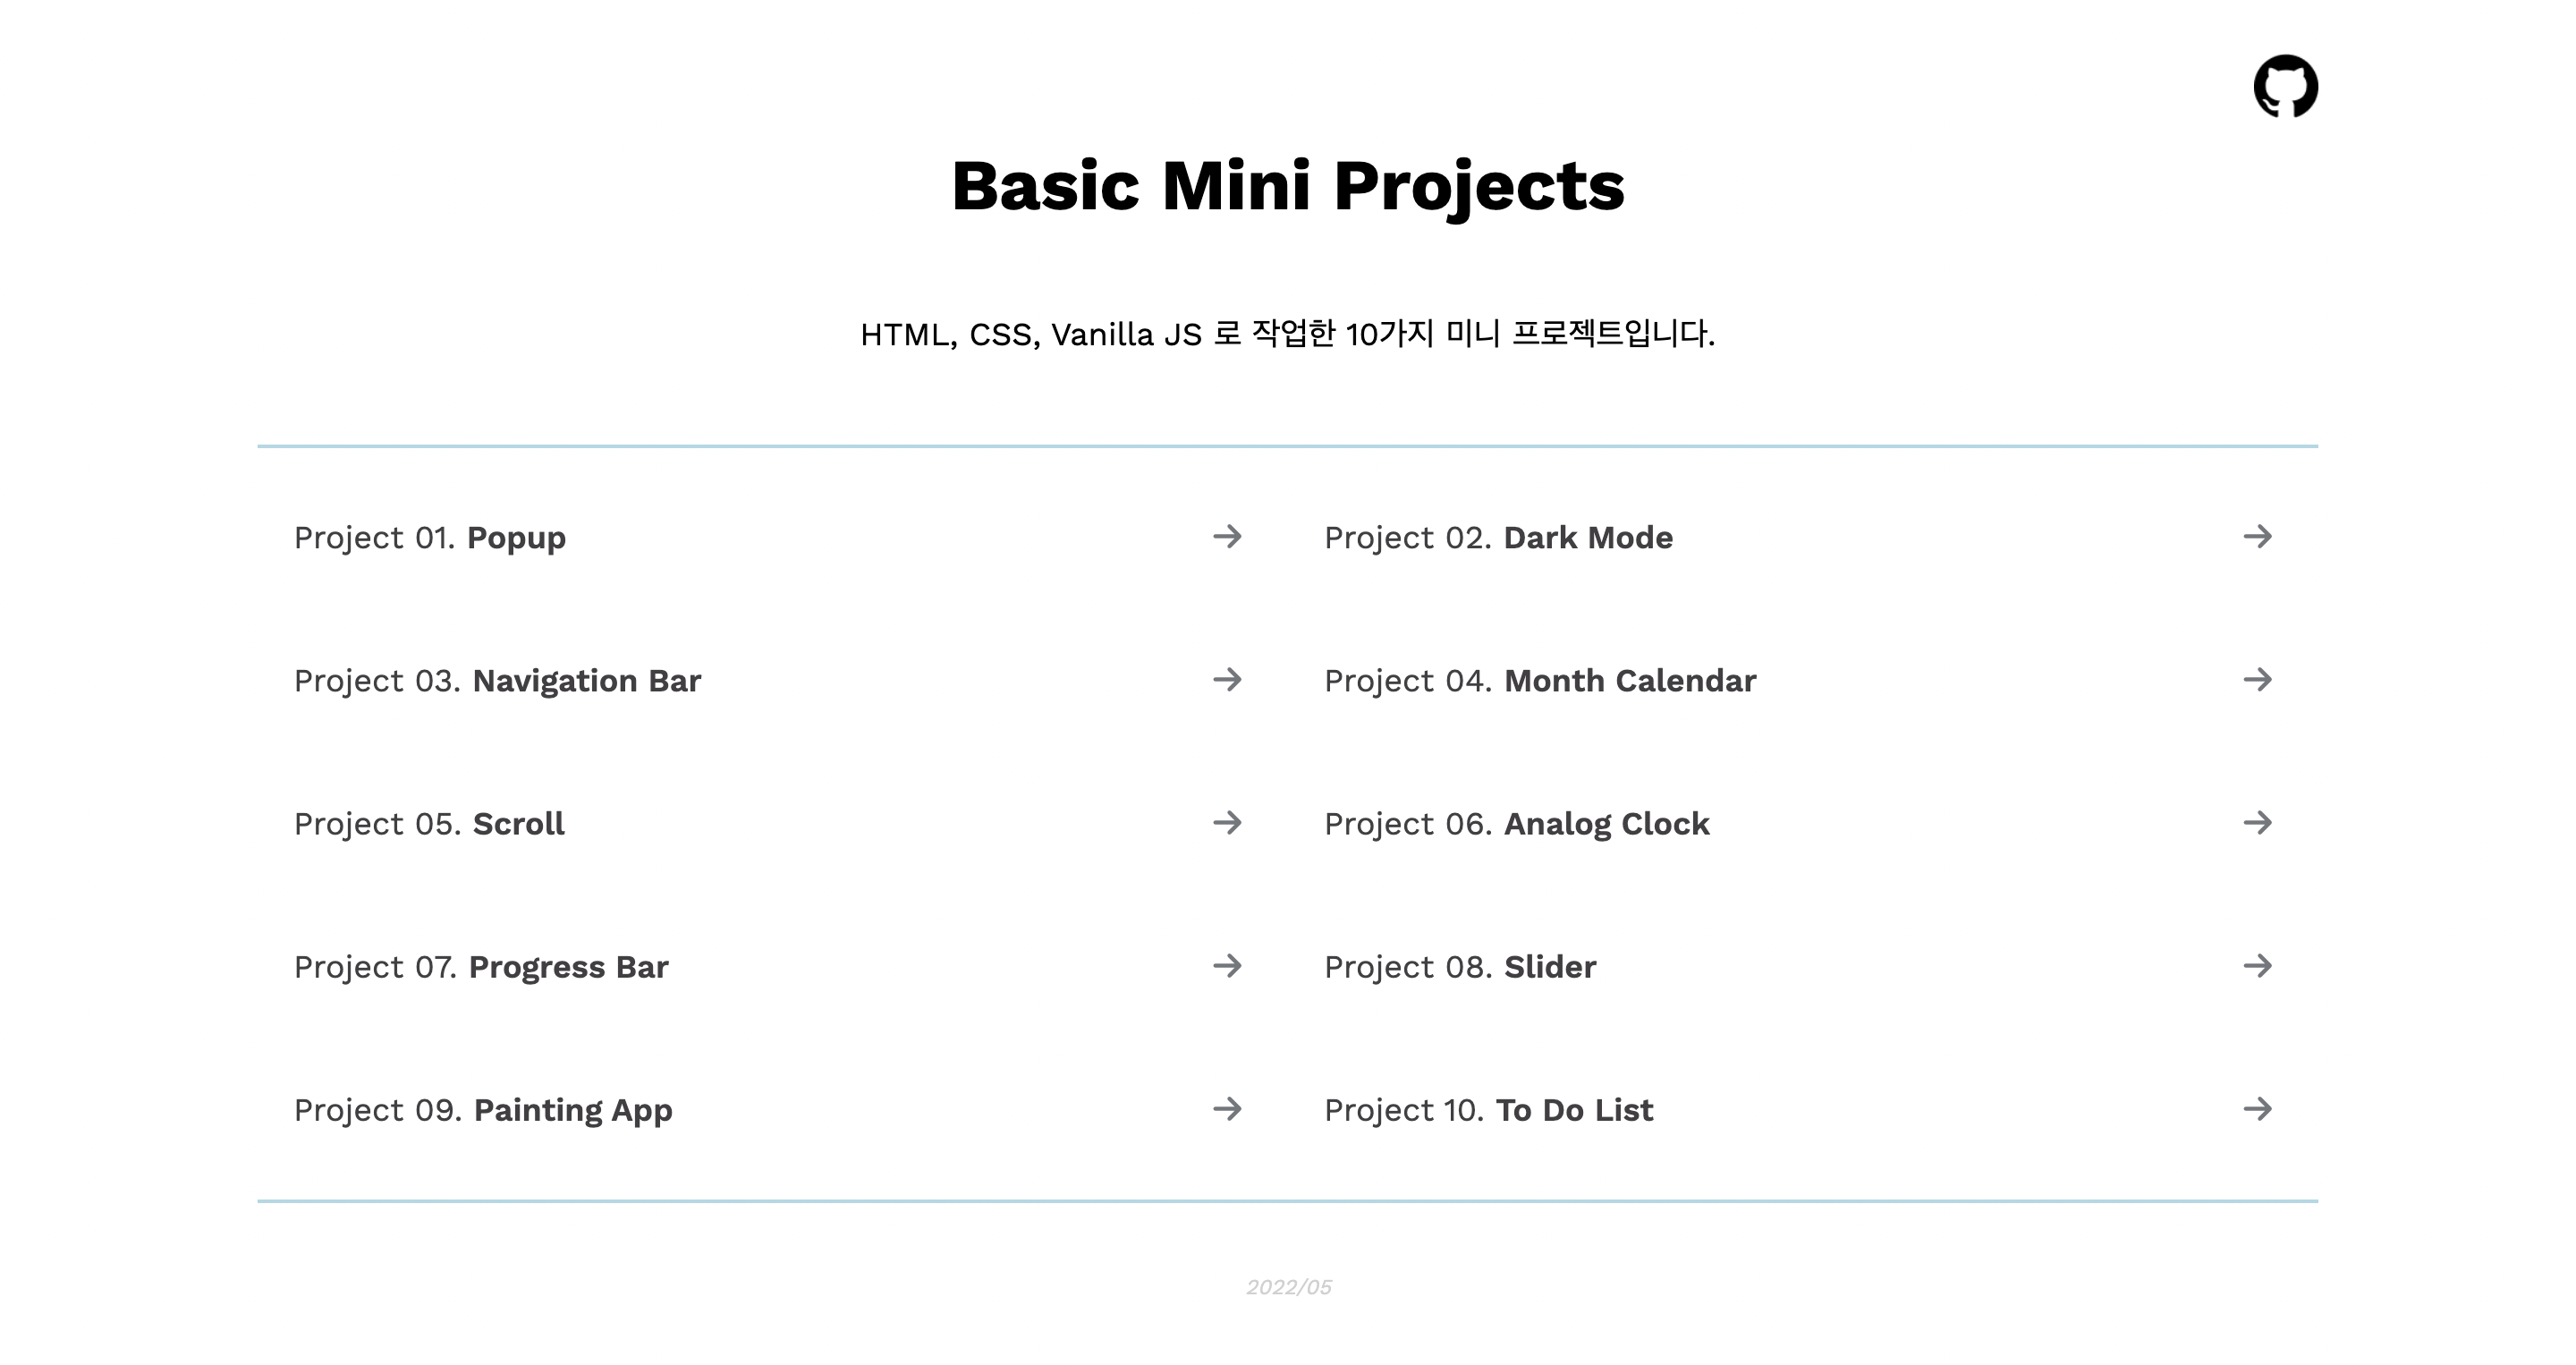 Basic Mini Projects
HTML, CSS, Vanilla JS 로 작업한 10가지 미니 프로젝트입니다.
Project 01. Popup
Project 02. Dark Mode
Project 03. Navigation Bar
Project 04. Month Calendar
Project 05. Scroll
Project 06. Analog Clock
Project 07. Progress Bar
Project 08. Slider
Project 09. Painting App
Project 10. To Do List
2022/05